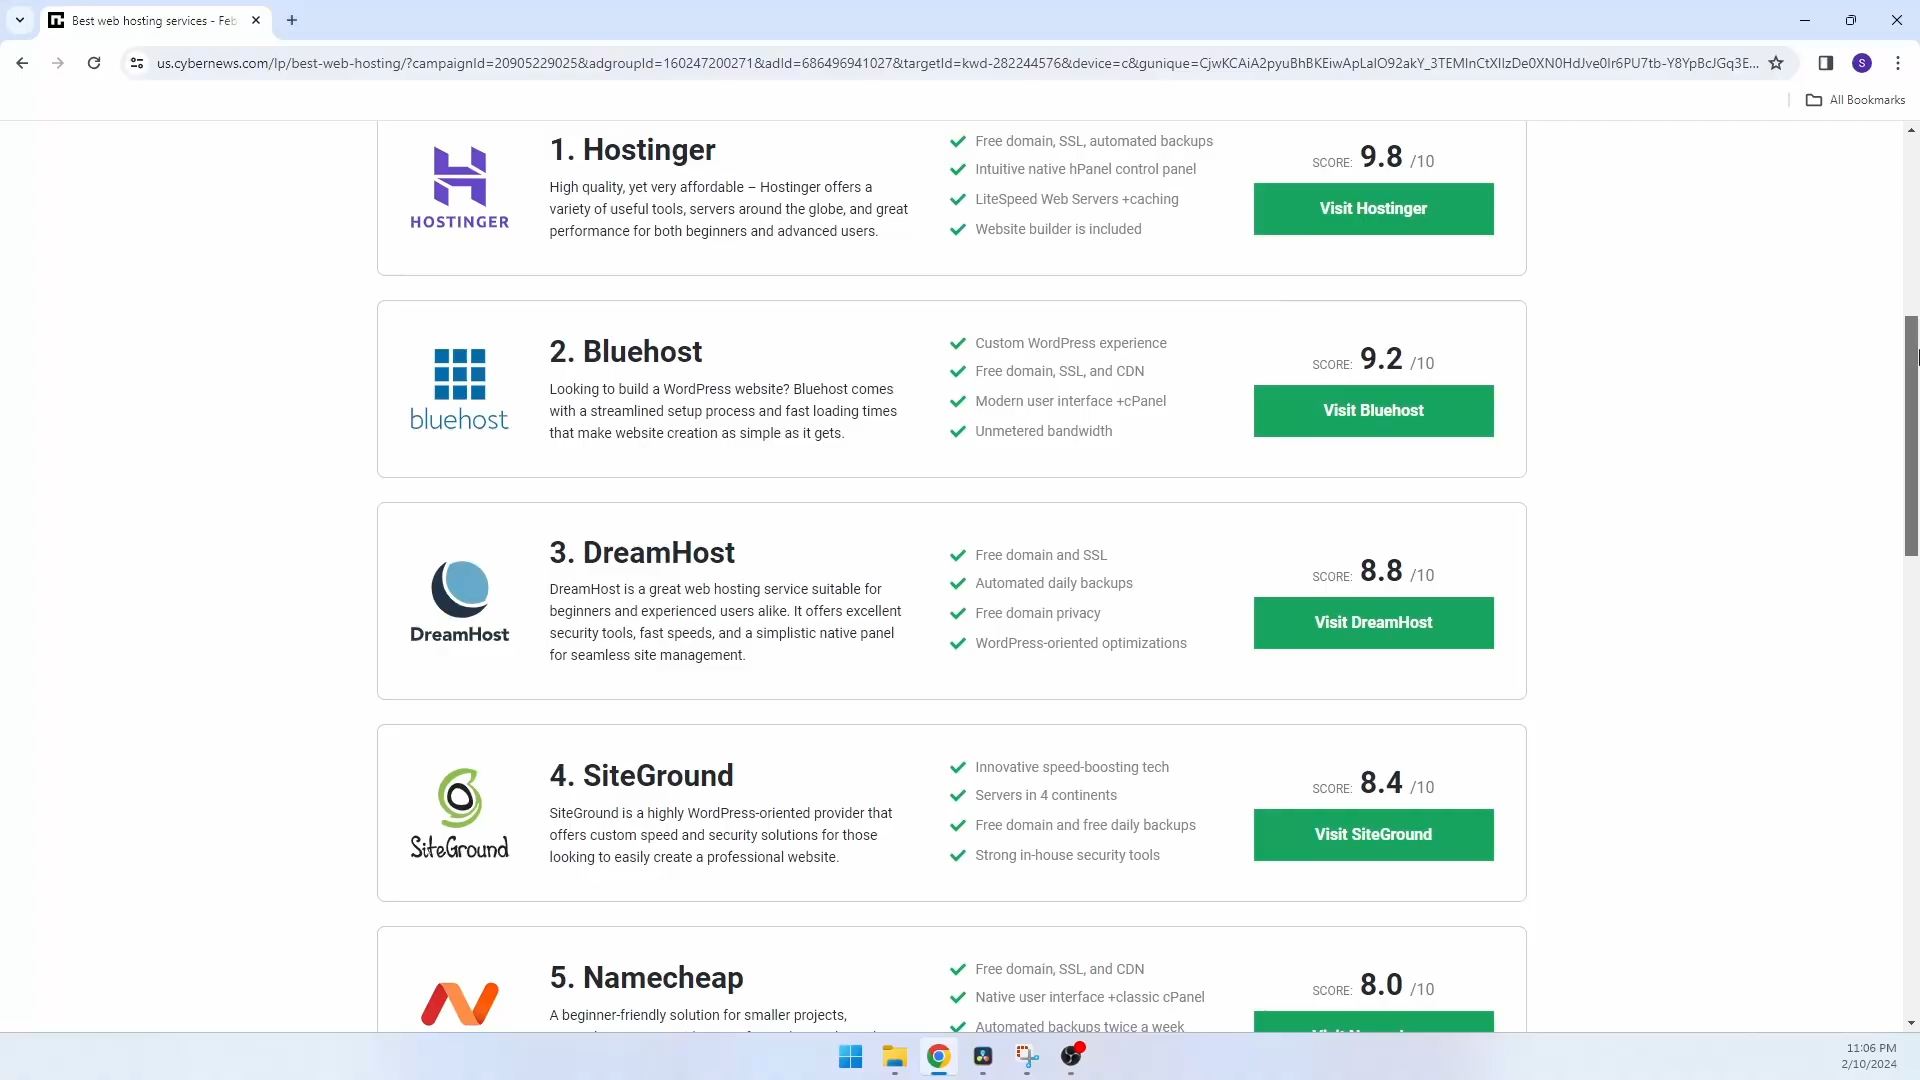 Best web hosting services - Feb
us.cybernews.com/lp/best-web-hosting/?campaignId=20905229025&adgroupId=160247200271&adId=686496941027&targetId=kwd-282244576&device=c&gunique=CjwKCAiA2pyuBhBKEiwApLaIO92akY_3TEMInCtXIIzDe0XN0HdJve0Ir6PU7tb-Y8YpBcJGq3E...
S
All Bookmarks
HOSTINGER
1. Hostinger
High quality, yet very affordable – Hostinger offers a
variety of useful tools, servers around the globe, and great
performance for both beginners and advanced users.
Free domain, SSL, automated backups
Intuitive native hPanel control panel
LiteSpeed Web Servers +caching
Website builder is included
SCORE: 9.8 /10
Visit Hostinger
bluehost
2. Bluehost
Looking to build a WordPress website? Bluehost comes
with a streamlined setup process and fast loading times
that make website creation as simple as it gets.
Custom WordPress experience
Free domain, SSL, and CDN
Modern user interface +cPanel
Unmetered bandwidth
SCORE: 9.2 /10
Visit Bluehost
DreamHost
3. DreamHost
DreamHost is a great web hosting service suitable for
beginners and experienced users alike. It offers excellent
security tools, fast speeds, and a simplistic native panel
for seamless site management.
Free domain and SSL
Automated daily backups
Free domain privacy
WordPress-oriented optimizations
SCORE: 8.8 /10
Visit DreamHost
SiteGround
4. SiteGround
SiteGround is a highly WordPress-oriented provider that
offers custom speed and security solutions for those
looking to easily create a professional website.
Innovative speed-boosting tech
Servers in 4 continents
Free domain and free daily backups
Strong in-house security tools
SCORE: 8.4 /10
Visit SiteGround
5. Namecheap
A beginner-friendly solution for smaller projects,
Free domain, SSL, and CDN
Native user interface +classic cPanel
Automated backups twice a week
SCORE: 8.0 /10
11:06 PM
2/10/2024